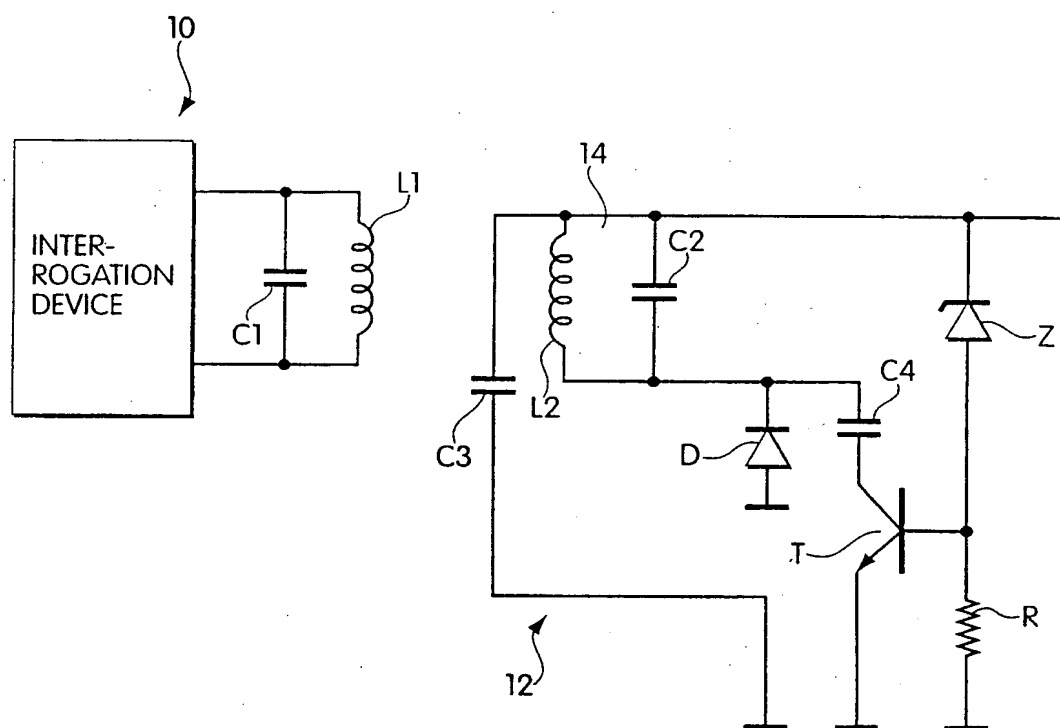 10
INTER-
ROGATION
DEVICE
C1
L1
14
C2
L2
C3
D
C4
T
Z
R
12